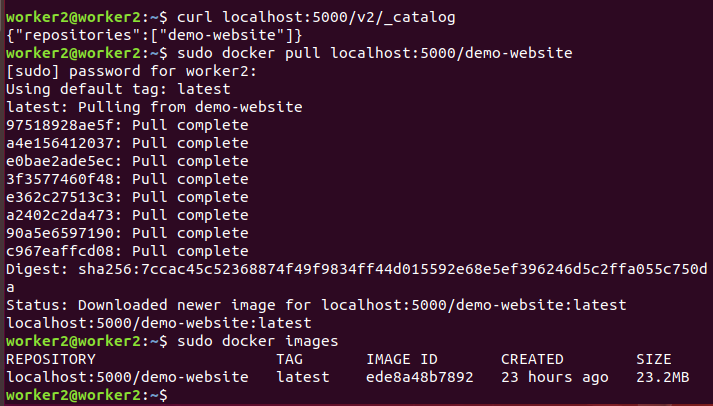 worker2@worker2:~$ curl localhost:5000/v2/_catalog
{"repositories":["demo-website"]}
worker2@worker2:~$ sudo docker pull localhost:5000/demo-website
[sudo] password for worker2:
Using default tag: latest
latest: Pulling from demo-website
97518928ae5f: Pull complete
a4e156412037: Pull complete
e0bae2ade5ec: Pull complete
3f3577460f48: Pull complete
e362c27513c3: Pull complete
a2402c2da473: Pull complete
90a5e6597190: Pull complete
c967eaffcd08: Pull complete
Digest: sha256:7ccac45c52368874f49f9834ff44d015592e68e5ef396246d5c2ffa055c750d
a
Status: Downloaded newer image for localhost:5000/demo-website:latest
localhost:5000/demo-website:latest
worker2@worker2:~$ sudo docker images
REPOSITORY                    TAG       IMAGE ID       CREATED        SIZE
localhost:5000/demo-website   latest    ede8a48b7892   23 hours ago   23.2MB
worker2@worker2:~$